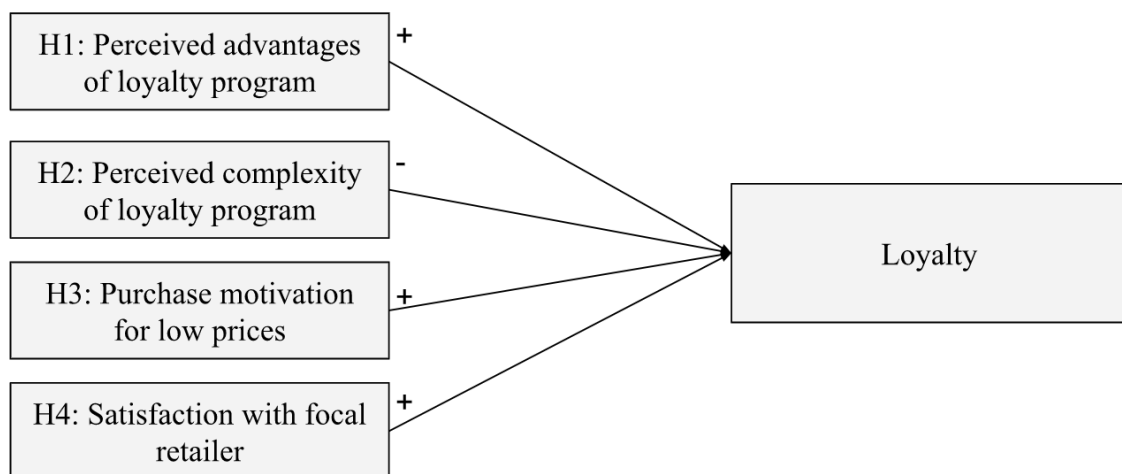 H1: Perceived advantages
of loyalty program
+
H2: Perceived complexity
of loyalty program
-
H3: Purchase motivation
for low prices
+
H4: Satisfaction with focal
retailer
+
Loyalty